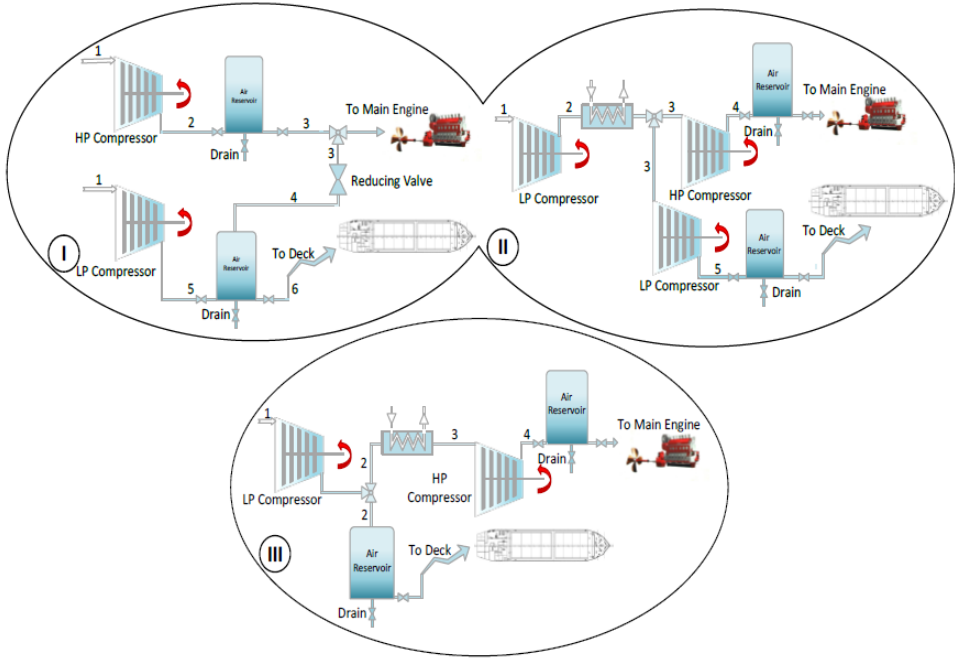 1
HP Compressor
2
Air
Reservoir
Drain
3
To Main Engine
3
Reducing Valve
4
1
LP Compressor
5
Air
Reservoir
Drain
To Deck
6
I
1
LP Compressor
2
3
3
HP Compressor
4
Air
Reservoir
Drain
To Main Engine
LP Compressor
5
Air
Reservoir
Drain
To Deck
II
1
LP Compressor
2
2
3
HP
Compressor
4
Air
Reservoir
Drain
To Main Engine
Air
Reservoir
Drain
To Deck
III